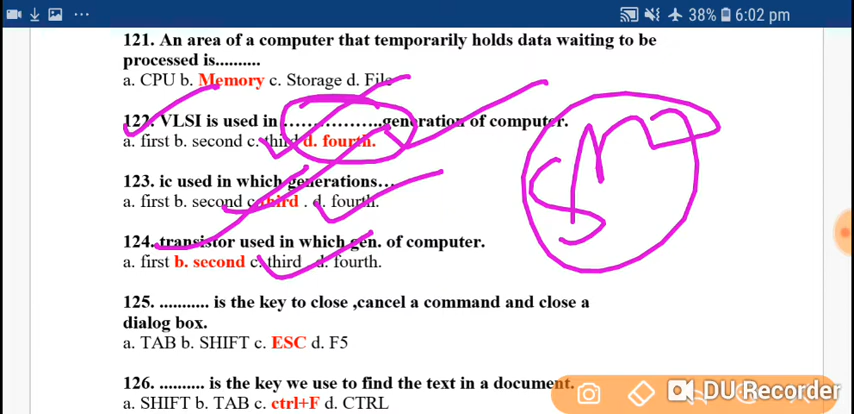 38% 6:02 pm
121. An area of a computer that temporarily holds data waiting to be
processed is..........
a. CPU b. Memory c. Storage d. File
122. VLSI is used in ……………….generation of computer.
a. first b. second c. third d. fourth.
123. ic used in which generations…
a. first b. second c. third . d. fourth.
124. transistor used in which gen. of computer.
a. first b. second c. third d. fourth.
125. .......... is the key to close ,cancel a command and close a
dialog box.
a. TAB b. SHIFT c. ESC d. F5
126. .......... is the key we use to find the text in a document.
a. SHIFT b. TAB c. ctrl+F d. CTRL
DU Recorder